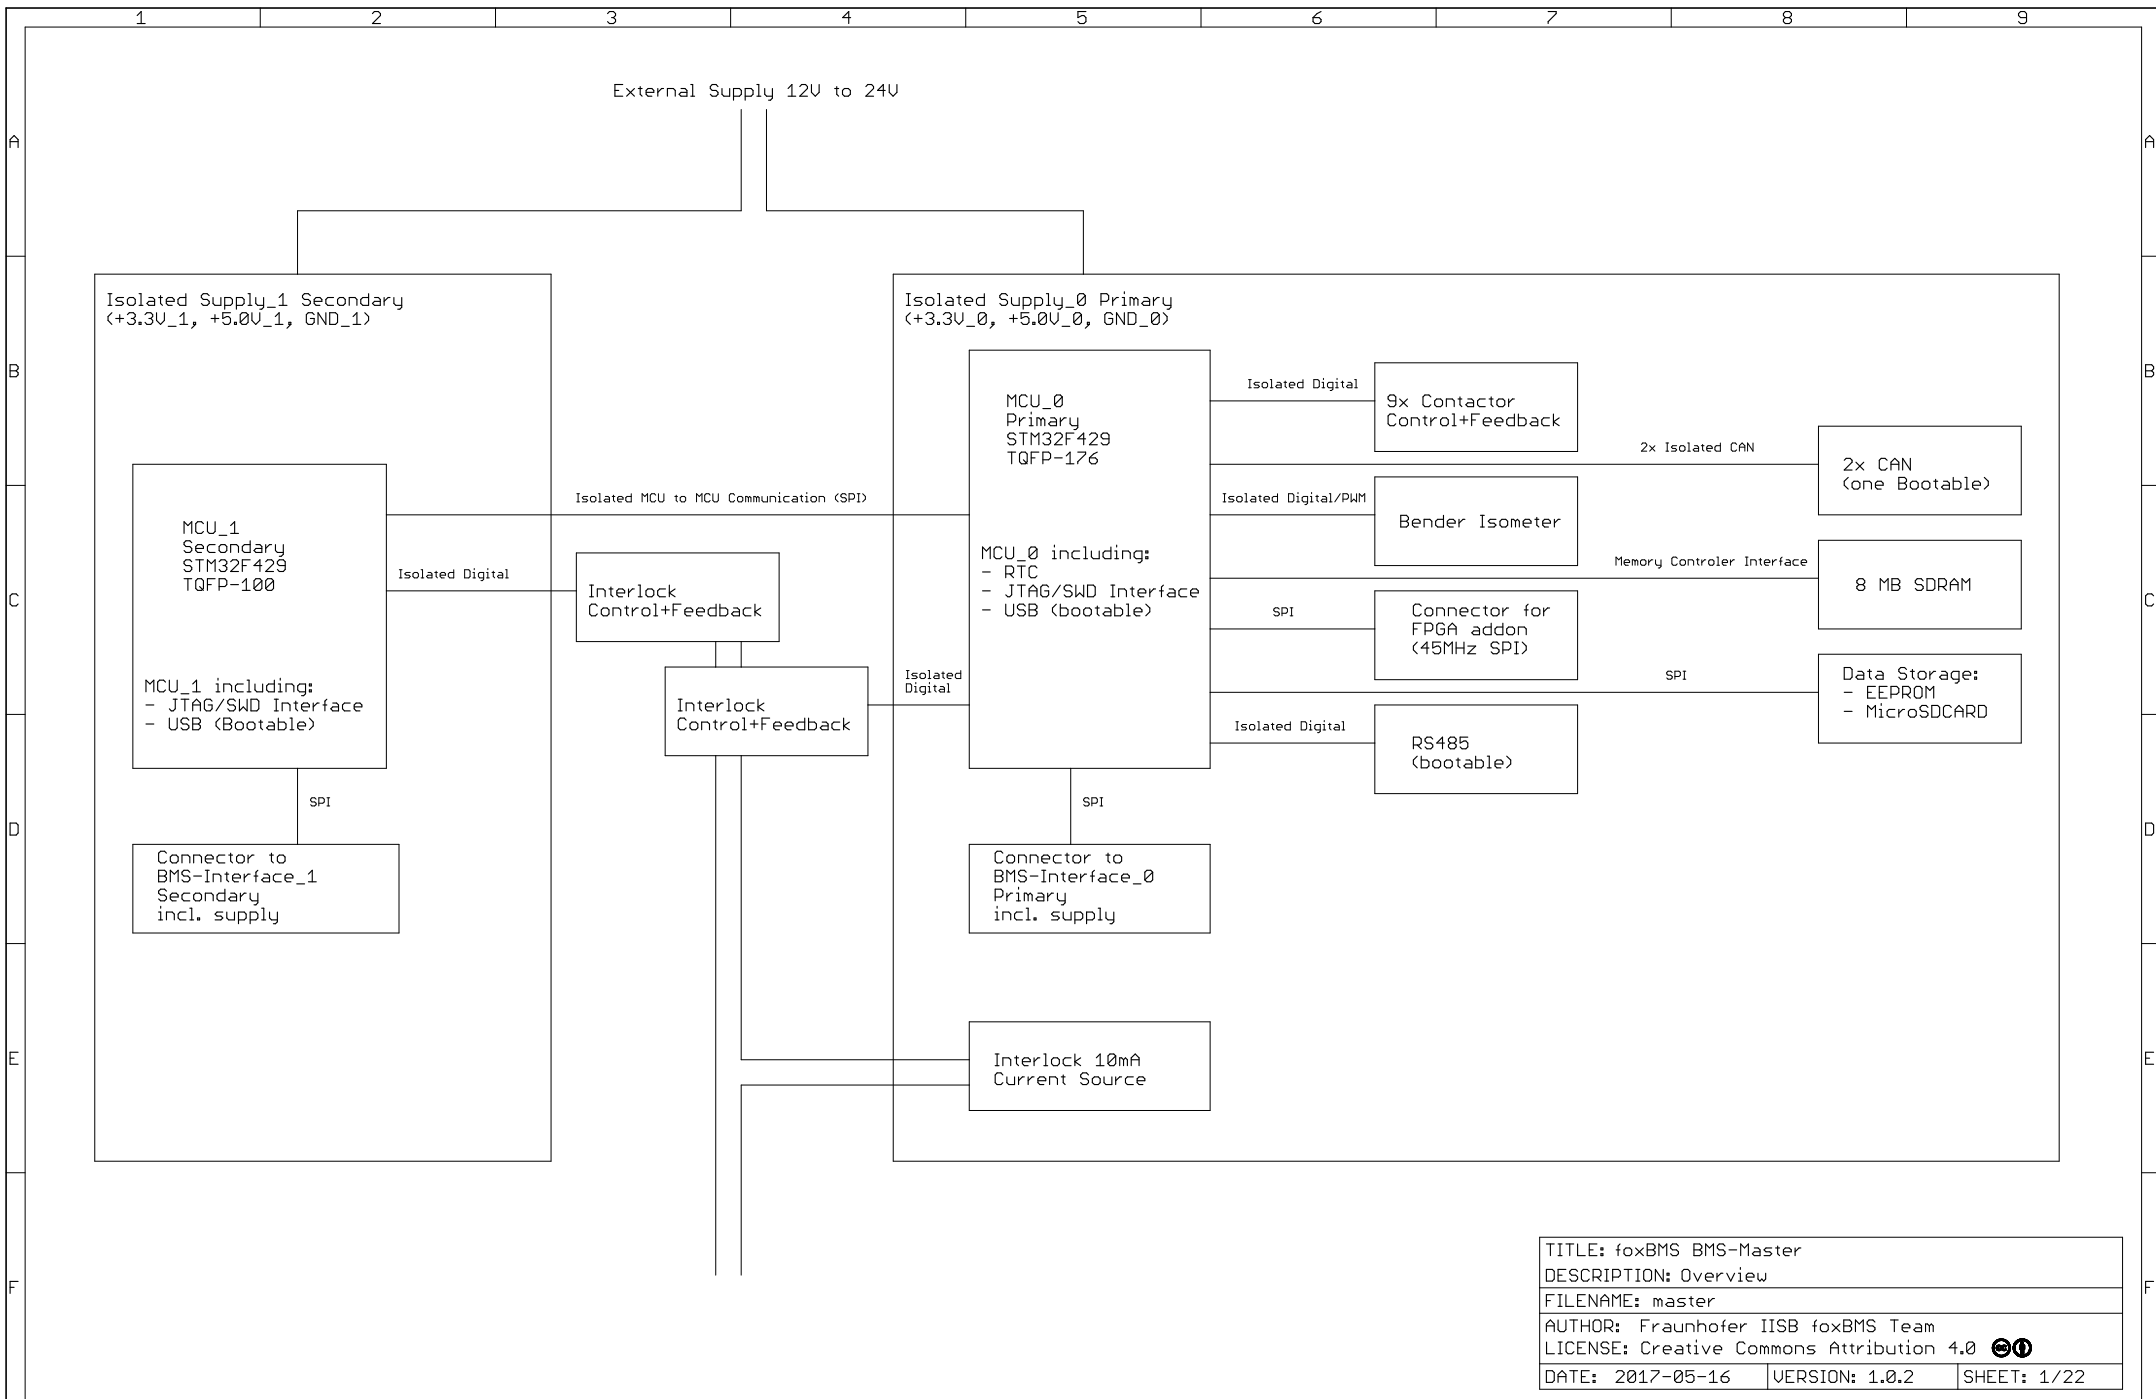 1 2 3 4 5 6 7 8 9
External Supply 12V to 24V
A A
Isolated Supply_1 Secondary
(+3.3V_1, +5.0V_1, GND_1)
Isolated Supply_0 Primary
(+3.3V_0, +5.0V_0, GND_0)
B B
MCU_0
Primary
STM32F429
TQFP-176
Isolated Digital
9x Contactor
Control+Feedback
2x Isolated CAN
2x CAN
(one Bootable)
Isolated MCU to MCU Communication (SPI)
Isolated Digital/PWM
Bender Isometer
MCU_1
Secondary
STM32F429
TQFP-100
Isolated Digital
Interlock
Control+Feedback
MCU_0 including:
- RTC
- JTAG/SWD Interface
- USB (bootable)
Memory Controler Interface
8 MB SDRAM
C C
SPI
Connector for
FPGA addon
(45MHz SPI)
MCU_1 including:
- JTAG/SWD Interface
- USB (Bootable)
Interlock
Control+Feedback
Isolated
Digital
SPI
Data Storage:
- EEPROM
- MicroSDCARD
Isolated Digital
RS485
(bootable)
SPI
SPI
D D
Connector to
BMS-Interface_1
Secondary
incl. supply
Connector to
BMS-Interface_0
Primary
incl. supply
E E
Interlock 10mA
Current Source
F F
TITLE: foxBMS BMS-Master
DESCRIPTION: Overview
FILENAME: master
AUTHOR: Fraunhofer IISB foxBMS Team
LICENSE: Creative Commons Attribution 4.0
DATE: 2017-05-16 VERSION: 1.0.2 SHEET: 1/22